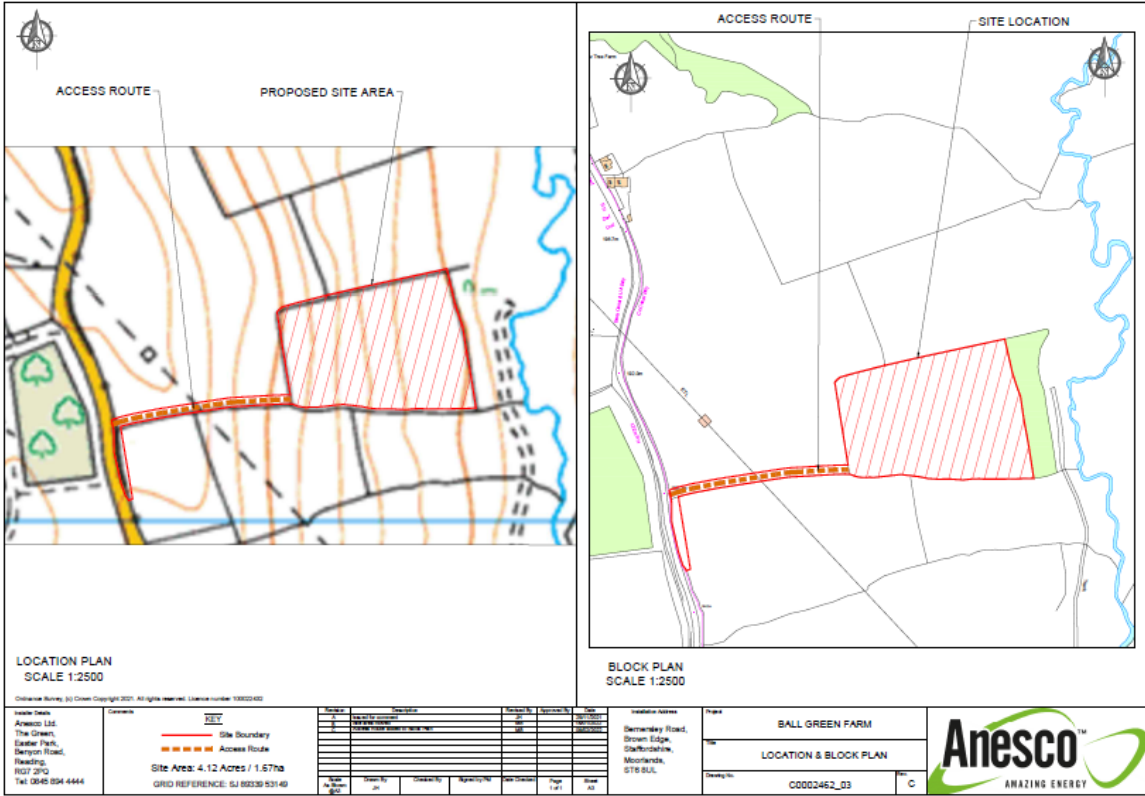 ACCESS ROUTE
PROPOSED SITE AREA
LOCATION PLAN
SCALE 1:2500
Ordnance Survey, (c) Crown Copyright 2021. All rights reserved. Licence number
ACCESS ROUTE
SITE LOCATION
BLOCK PLAN
SCALE 1:2500
Installer Details
Anesco Ltd.
The Green,
Easter Park,
Benyon Road,
Reading,
RG7 2PQ
Tel: 0845 894 4444
Comments
KEY
Site Boundary
Access Route
Site Area: 4.12 Acres / 1.67ha
GRID REFERENCE: SJ 89339 53149
Revision Description Revised By Approved By Date
A Issued for comment JH
B
C
Scale Drawn By Checked By Signed by PM Date Checked Page Sheet
As Shown @A3 JH 1 of 1 A3
Installation Address
Bemersley Road,
Brown Edge,
Staffordshire,
Moorlands,
ST6 8UL
Project
BALL GREEN FARM
Title
LOCATION & BLOCK PLAN
Drawing No.
C0002462_03
Rev.
C
Anesco™
AMAZING ENERGY